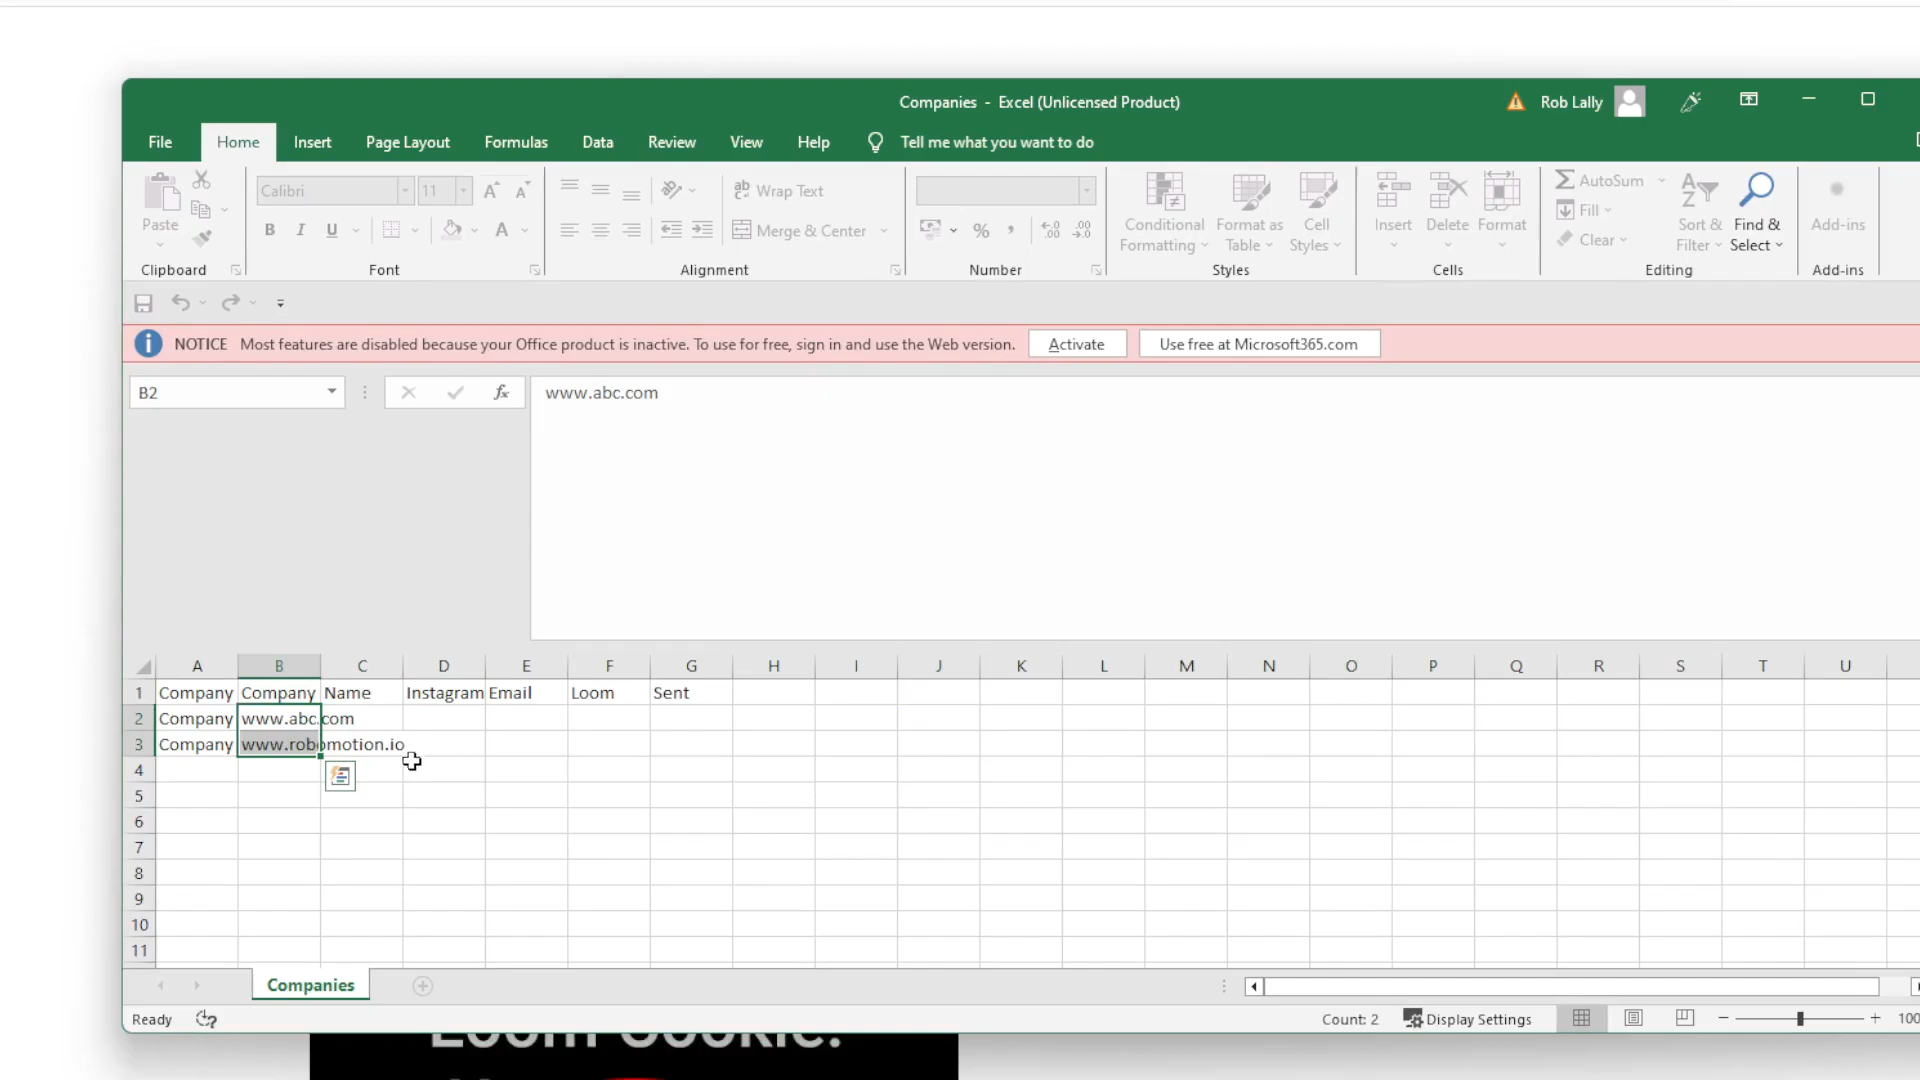 Companies - Excel (Unlicensed Product)
Rob Lally
File Home Insert Page Layout Formulas Data Review View Help Tell me what you want to do
Paste
Clipboard
Calibri 11
B I U A
Font
Wrap Text
Merge & Center
Alignment
%
Number
Conditional Formatting
Format as Table
Cell Styles
Styles
Insert Delete Format
Cells
AutoSum
Fill
Clear
Sort & Filter
Find & Select
Editing
Add-ins
Add-ins
NOTICE Most features are disabled because your Office product is inactive. To use for free, sign in and use the Web version. Activate Use free at Microsoft365.com
B2 fx www.abc.com
A B C D E F G H I J K L M N O P Q R S T U
1 Company Company Name Instagram Email Loom Sent
2 Company www.abc.com
3 Company www.robomotion.io
4
5
6
7
8
9
10
11
Companies
Ready Count: 2 Display Settings 100
Loom Cookie.